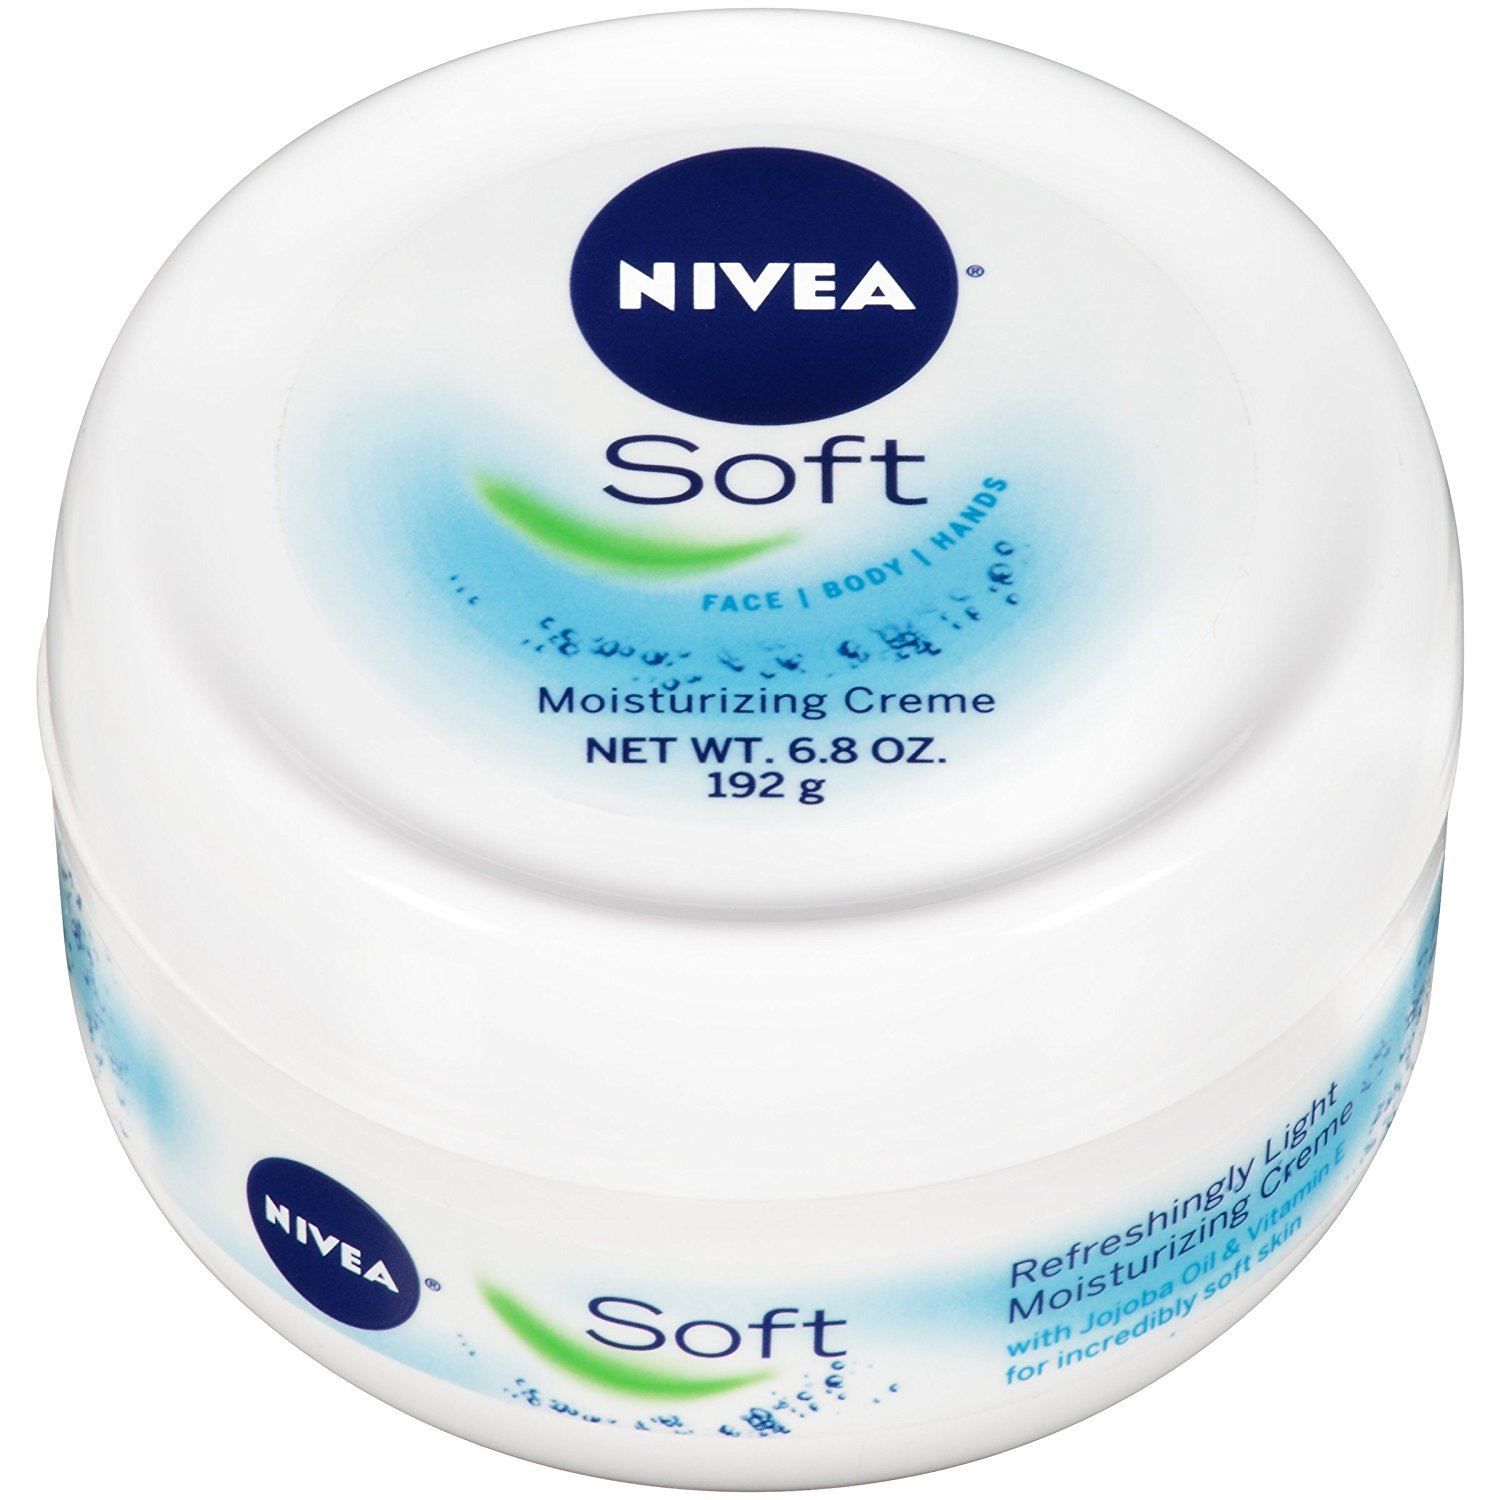 NIVEA®
Soft
FACE | BODY | HANDS
Moisturizing Creme
NET WT. 6.8 OZ.
192 g
NIVEA®
Soft
Refreshingly Light
Moisturizing Creme
with Jojoba Oil & Vitamin E
for incredibly soft skin